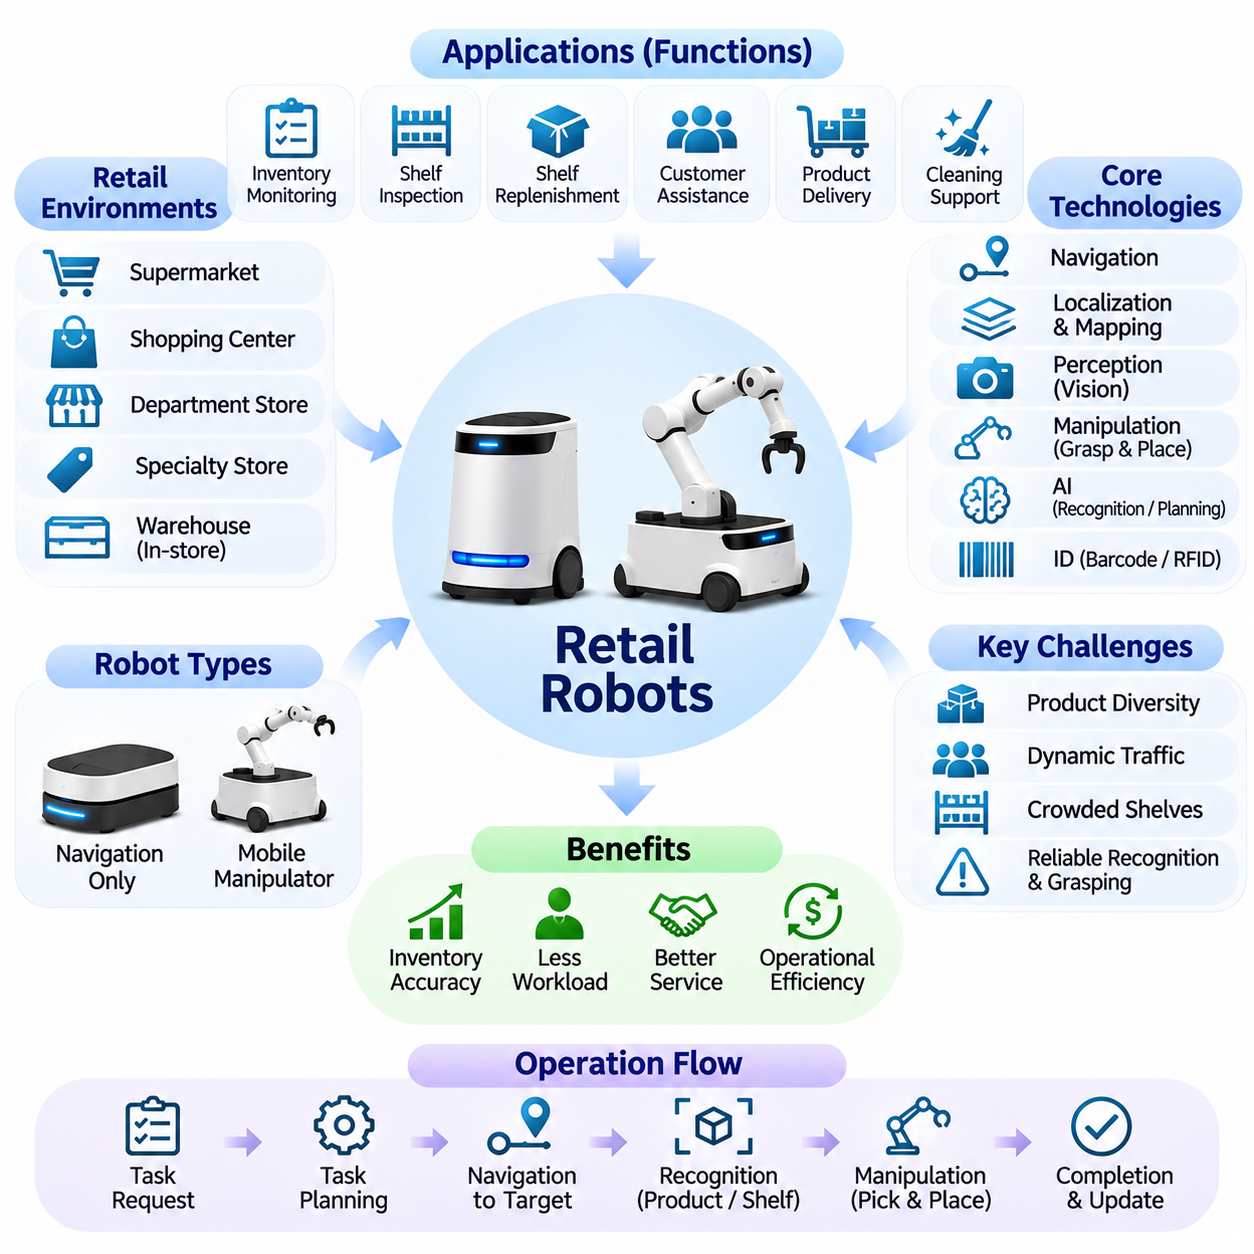 Applications (Functions)
Inventory
Monitoring
Shelf
Inspection
Shelf
Replenishment
Customer
Assistance
Product
Delivery
Cleaning
Support
Retail
Environments
Supermarket
Shopping Center
Department Store
Specialty Store
Warehouse
(In-store)
Core
Technologies
Navigation
Localization
& Mapping
Perception
(Vision)
Manipulation
(Grasp & Place)
AI
(Recognition / Planning)
ID (Barcode / RFID)
Retail
Robots
Robot Types
Navigation
Only
Mobile
Manipulator
Key Challenges
Product Diversity
Dynamic Traffic
Crowded Shelves
Reliable Recognition
& Grasping
Benefits
Inventory
Accuracy
Less
Workload
Better
Service
$
Operational
Efficiency
Operation Flow
Task
Request
Task
Planning
Navigation
to Target
Recognition
(Product / Shelf)
Manipulation
(Pick & Place)
Completion
& Update